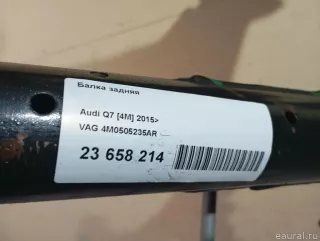 Балка задняя
Audi Q7 [4M] 2015>
VAG 4M0505235AR
23 658 214
© eaural.ru